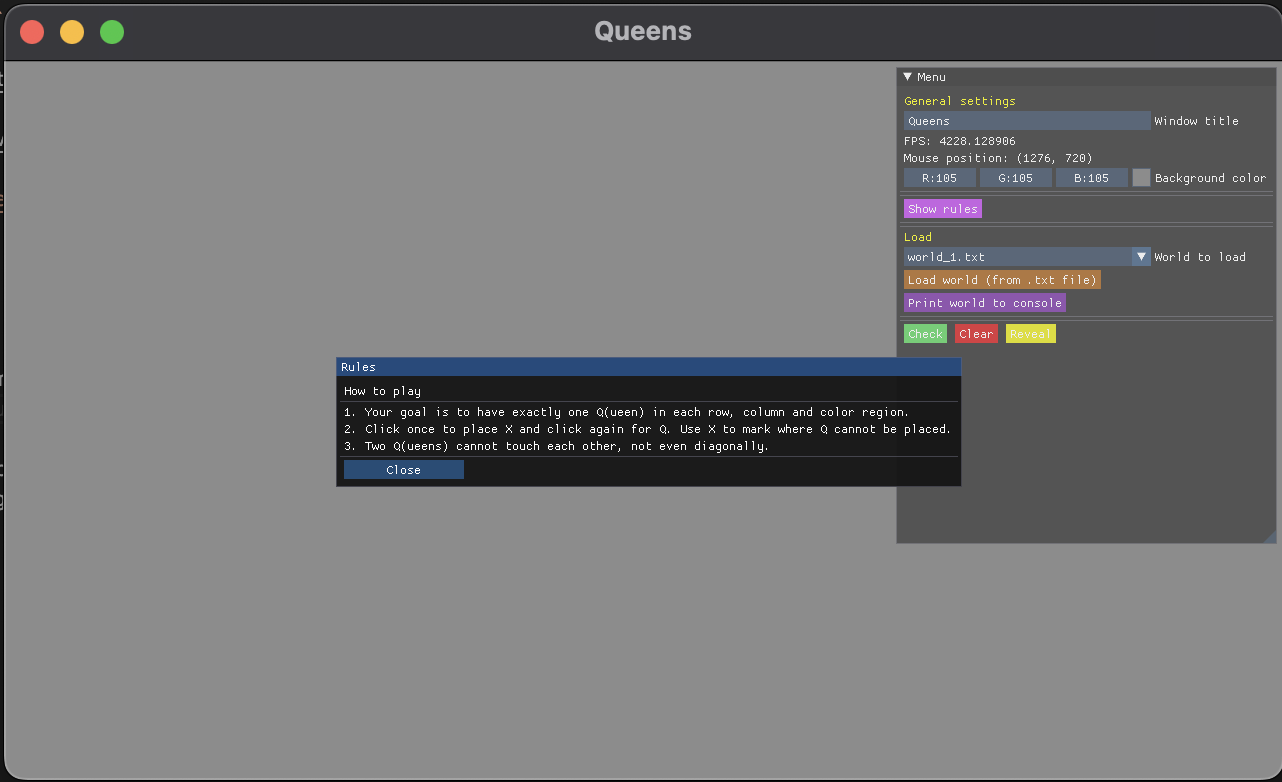 Queens
Menu
General settings
Queens Window title
FPS: 4228.128906
Mouse position: (1276, 720)
R:105 G:105 B:105 Background color
Show rules
Load
world_1.txt World to load
Load world (from .txt file)
Print world to console
Check Clear Reveal
Rules
How to play
1. Your goal is to have exactly one Q(ueen) in each row, column and color region.
2. Click once to place X and click again for Q. Use X to mark where Q cannot be placed.
3. Two Q(ueens) cannot touch each other, not even diagonally.
Close